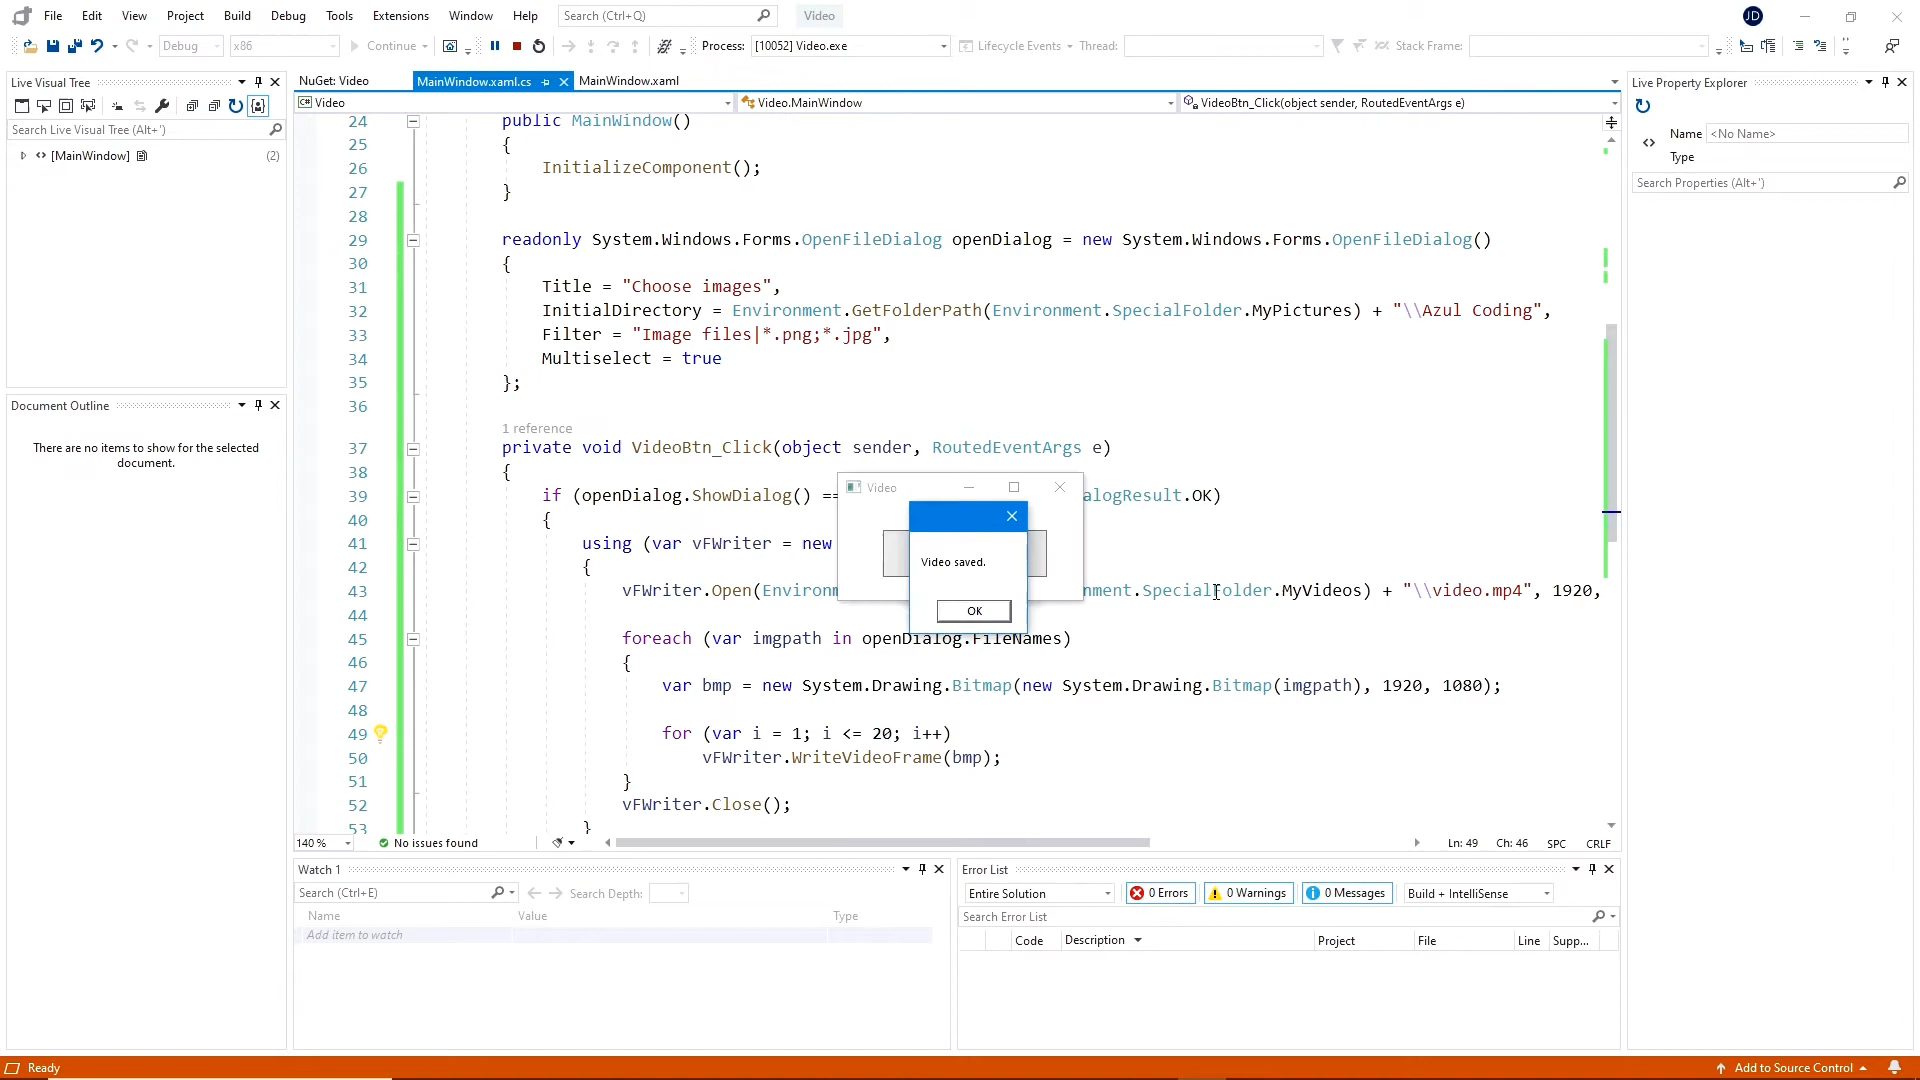 File Edit View Project Build Debug Tools Extensions Window Help Search (Ctrl+Q) Video JD
Debug x86 Continue Process: [10052] Video.exe Lifecycle Events Thread: Stack Frame:
Live Visual Tree
Search Live Visual Tree (Alt+')
[MainWindow] (2)
Document Outline
There are no items to show for the selected
document.
NuGet: Video MainWindow.xaml.cs MainWindow.xaml
Video Video.MainWindow VideoBtn_Click(object sender, RoutedEventArgs e)
24 public MainWindow()
25 {
26 InitializeComponent();
27 }
28
29 readonly System.Windows.Forms.OpenFileDialog openDialog = new System.Windows.Forms.OpenFileDialog()
30 {
31 Title = "Choose images",
32 InitialDirectory = Environment.GetFolderPath(Environment.SpecialFolder.MyPictures) + "\\Azul Coding",
33 Filter = "Image files|*.png;*.jpg",
34 Multiselect = true
35 };
36
1 reference
37 private void VideoBtn_Click(object sender, RoutedEventArgs e)
38 {
39 if (openDialog.ShowDialog() == alogResult.OK)
40 {
41 using (var vFWriter = new
42 {
43 vFWriter.Open(Environm nment.SpecialFolder.MyVideos) + "\\video.mp4", 1920,
44
45 foreach (var imgpath in openDialog.FileNames)
46 {
47 var bmp = new System.Drawing.Bitmap(new System.Drawing.Bitmap(imgpath), 1920, 1080);
48
49 for (var i = 1; i <= 20; i++)
50 vFWriter.WriteVideoFrame(bmp);
51 }
52 vFWriter.Close();
53 }
Video
Video saved.
OK
140 % No issues found Ln: 49 Ch: 46 SPC CRLF
Watch 1
Search (Ctrl+E) Search Depth:
Name Value Type
Add item to watch
Error List
Entire Solution 0 Errors 0 Warnings 0 Messages Build + IntelliSense
Search Error List
Code Description Project File Line Supp...
Live Property Explorer
Name <No Name>
Type
Search Properties (Alt+')
Ready Add to Source Control